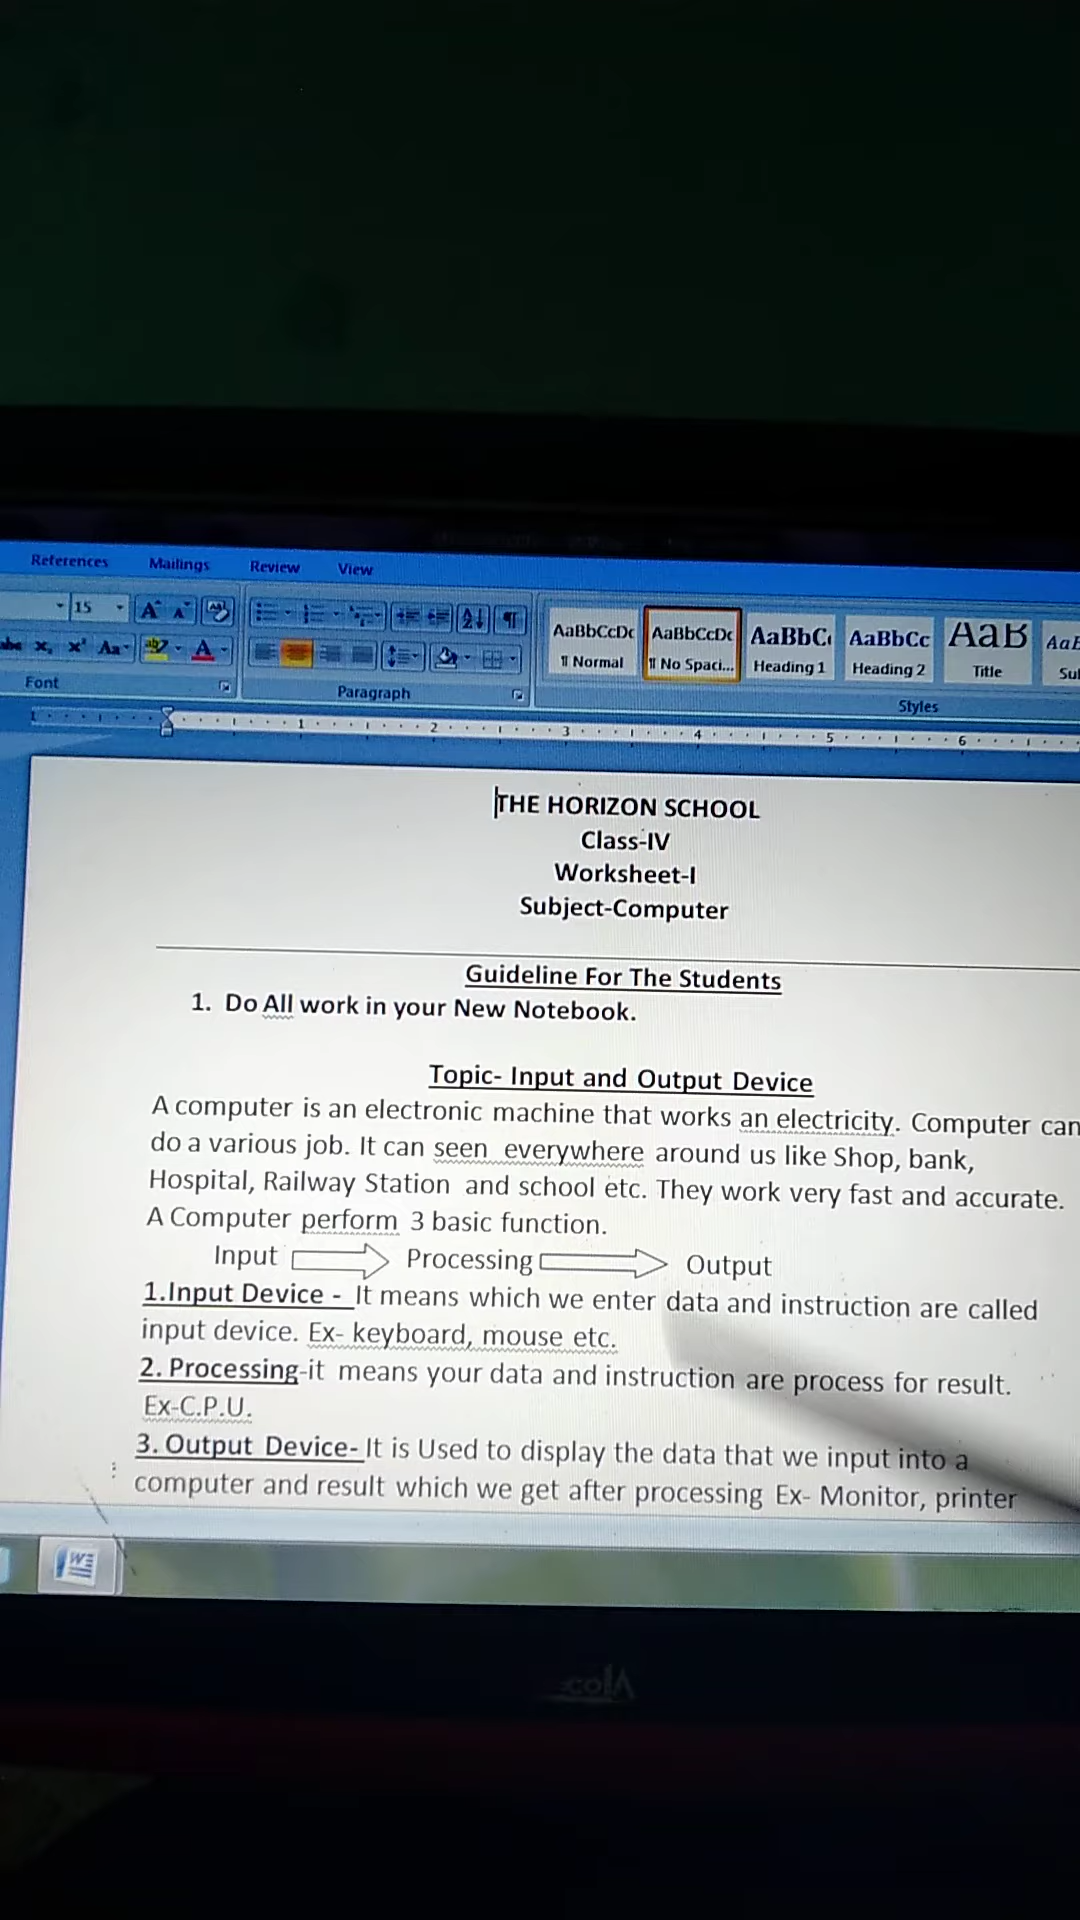 References Mailings Review View
15
AaBbCcDc AaBbCcDc AaBbC AaBbCc AaB
¶ Normal ¶ No Spaci... Heading 1 Heading 2 Title
Font Paragraph Styles
1 2 3 4 5 6
THE HORIZON SCHOOL
Class-IV
Worksheet-I
Subject-Computer
Guideline For The Students
1. Do All work in your New Notebook.
Topic- Input and Output Device
A computer is an electronic machine that works an electricity. Computer can
do a various job. It can seen everywhere around us like Shop, bank,
Hospital, Railway Station and school etc. They work very fast and accurate.
A Computer perform 3 basic function.
Input Processing Output
1.Input Device - It means which we enter data and instruction are called
input device. Ex- keyboard, mouse etc.
2. Processing-it means your data and instruction are process for result.
Ex-C.P.U.
3. Output Device- It is Used to display the data that we input into a
computer and result which we get after processing Ex- Monitor, printer